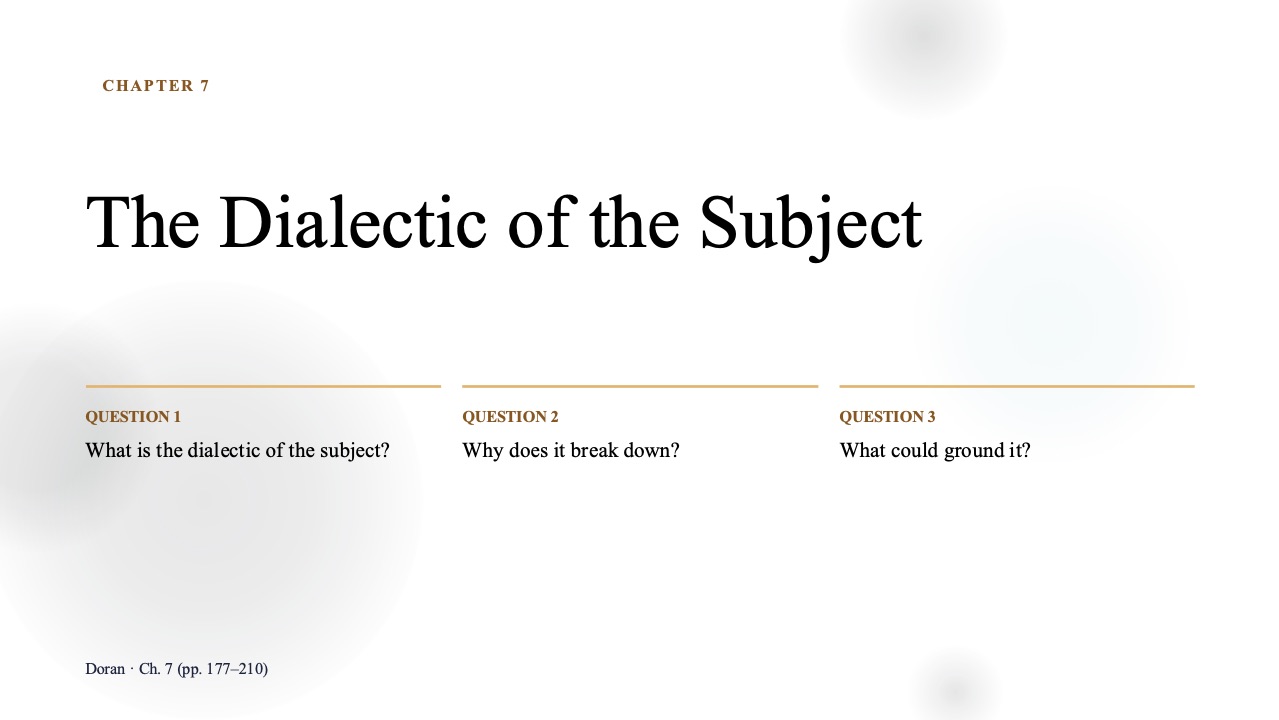 CHAPTER 7
The Dialectic of the Subject
QUESTION 1
What is the dialectic of the subject?
QUESTION 2
Why does it break down?
QUESTION 3
What could ground it?
Doran · Ch. 7 (pp. 177–210)